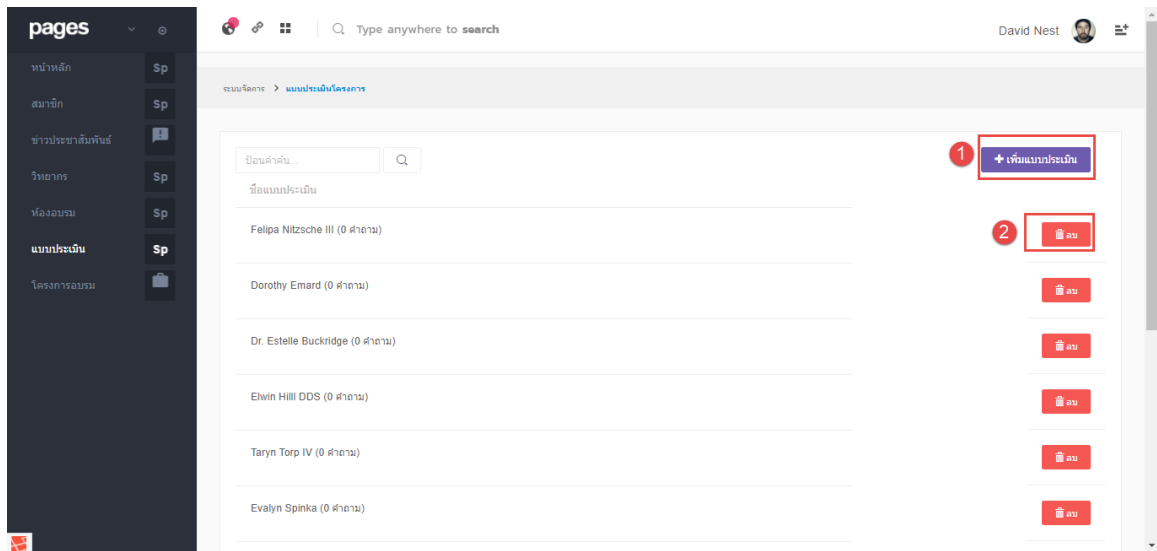 pages
Type anywhere to search
David Nest
หน้าหลัก Sp
สมาชิก Sp
ข่าวประชาสัมพันธ์
วิทยากร Sp
ห้องอบรม Sp
แบบประเมิน Sp
โครงการอบรม
ระบบจัดการ > แบบประเมินโครงการ
ป้อนคำค้น...
1
+ เพิ่มแบบประเมิน
ชื่อแบบประเมิน
Felipa Nitzsche III (0 คำถาม)
2
ลบ
Dorothy Emard (0 คำถาม)
ลบ
Dr. Estelle Buckridge (0 คำถาม)
ลบ
Elwin Hilll DDS (0 คำถาม)
ลบ
Taryn Torp IV (0 คำถาม)
ลบ
Evalyn Spinka (0 คำถาม)
ลบ